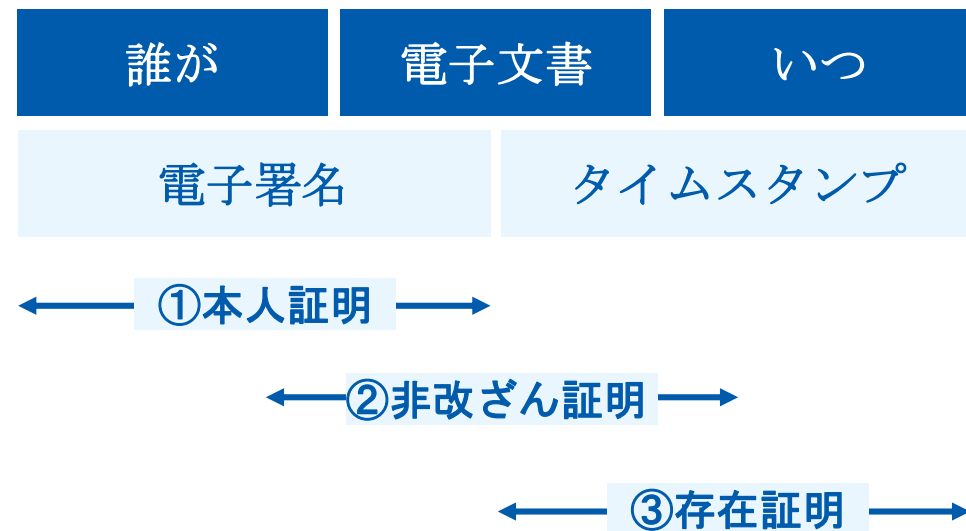 誰が 電子文書 いつ
電子署名 タイムスタンプ
①本人証明
②非改ざん証明
③存在証明